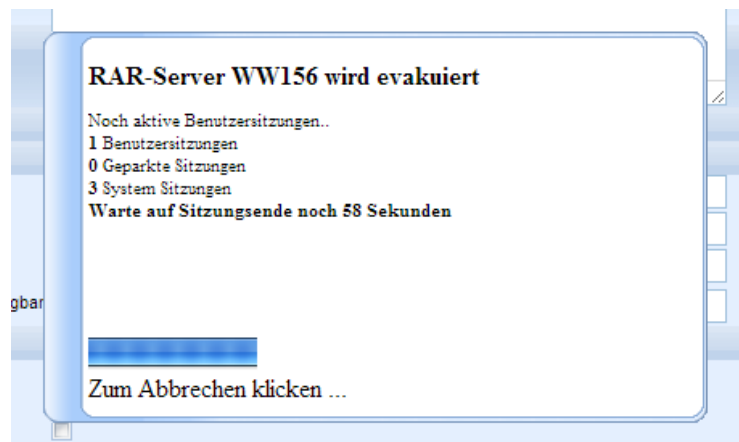 RAR-Server WW156 wird evakuiert
Noch aktive Benutzersitzungen..
1 Benutzersitzungen
0 Geparkte Sitzungen
3 System Sitzungen
Warte auf Sitzungsende noch 58 Sekunden
gbar
Zum Abbrechen klicken ...